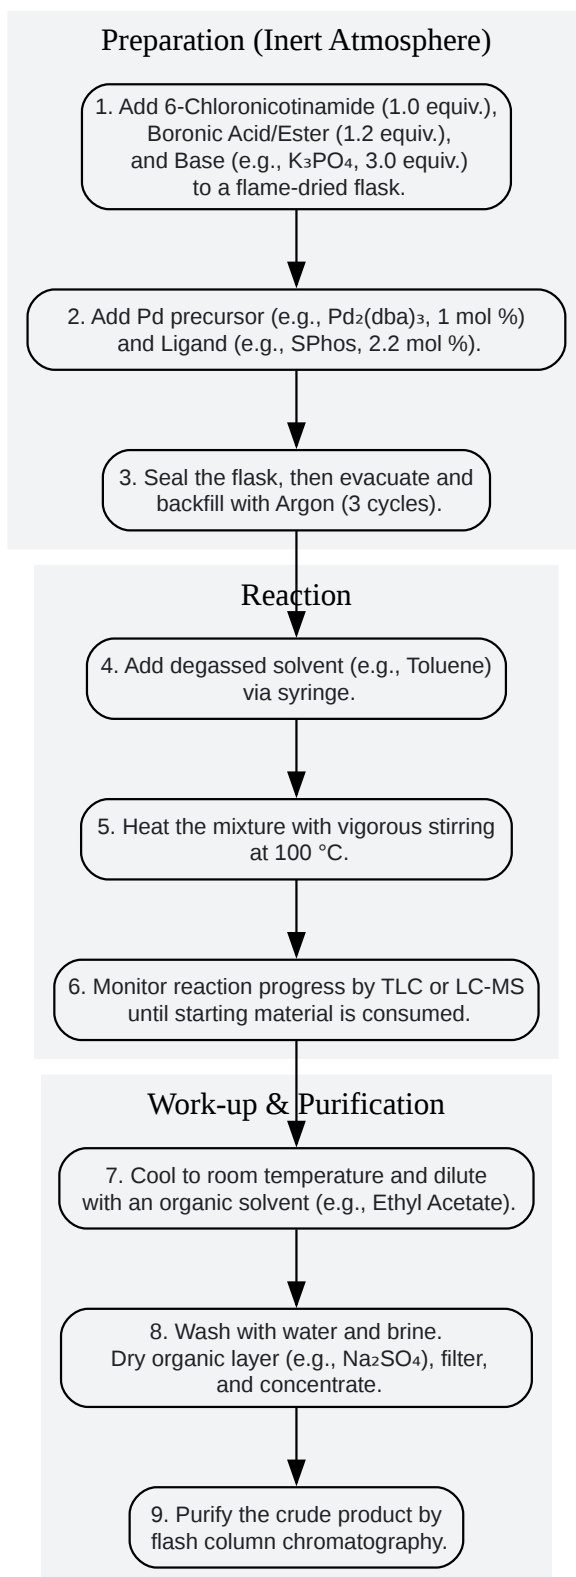 Preparation (Inert Atmosphere)
1. Add 6-Chloronicotinamide (1.0 equiv.),
Boronic Acid/Ester (1.2 equiv.),
and Base (e.g., K₃PO₄, 3.0 equiv.)
to a flame-dried flask.
2. Add Pd precursor (e.g., Pd₂(dba)₃, 1 mol %)
and Ligand (e.g., SPhos, 2.2 mol %).
3. Seal the flask, then evacuate and
backfill with Argon (3 cycles).
Reaction
4. Add degassed solvent (e.g., Toluene)
via syringe.
5. Heat the mixture with vigorous stirring
at 100 °C.
6. Monitor reaction progress by TLC or LC-MS
until starting material is consumed.
Work-up & Purification
7. Cool to room temperature and dilute
with an organic solvent (e.g., Ethyl Acetate).
8. Wash with water and brine.
Dry organic layer (e.g., Na₂SO₄), filter,
and concentrate.
9. Purify the crude product by
flash column chromatography.